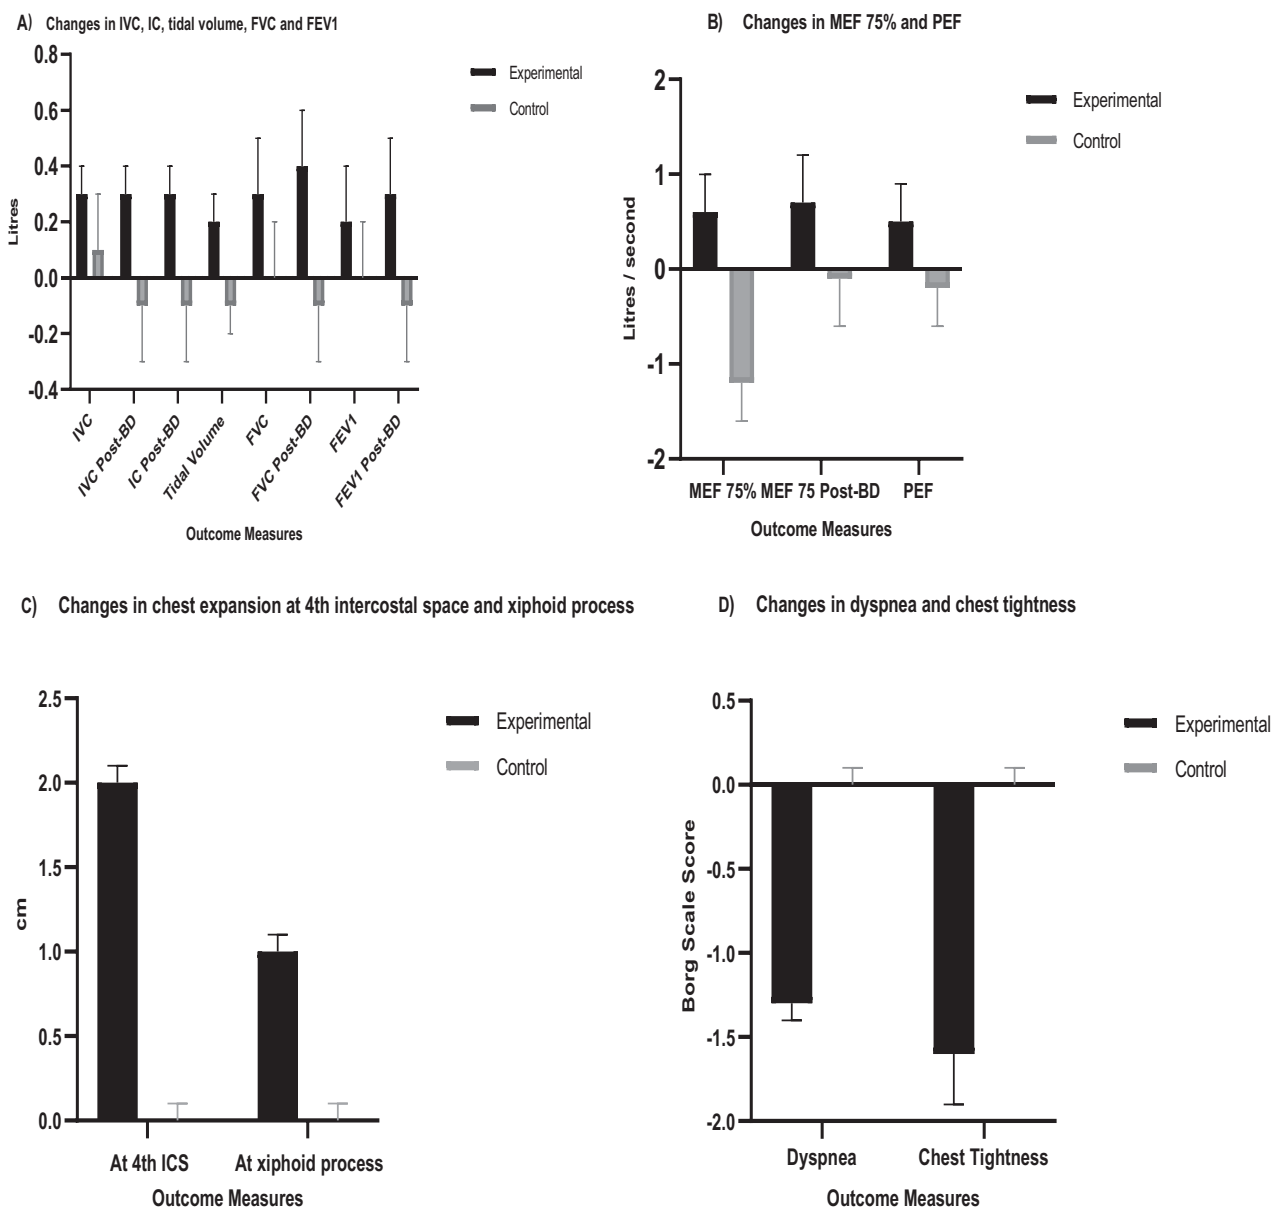 A) Changes in IVC, IC, tidal volume, FVC and FEV1
0.8
0.6
0.4
0.2
0.0
-0.2
-0.4
Litres
Experimental
Control
IVC
IVC Post-BD
IC Post-BD
Tidal Volume
FVC
FVC Post-BD
FEV1
FEV1 Post-BD
Outcome Measures
B) Changes in MEF 75% and PEF
2
1
0
-1
-2
Litres / second
Experimental
Control
MEF 75%
MEF 75 Post-BD
PEF
Outcome Measures
C) Changes in chest expansion at 4th intercostal space and xiphoid process
2.5
2.0
1.5
1.0
0.5
0.0
cm
Experimental
Control
At 4th ICS
At xiphoid process
Outcome Measures
D) Changes in dyspnea and chest tightness
0.5
0.0
-0.5
-1.0
-1.5
-2.0
Borg Scale Score
Experimental
Control
Dyspnea
Chest Tightness
Outcome Measures